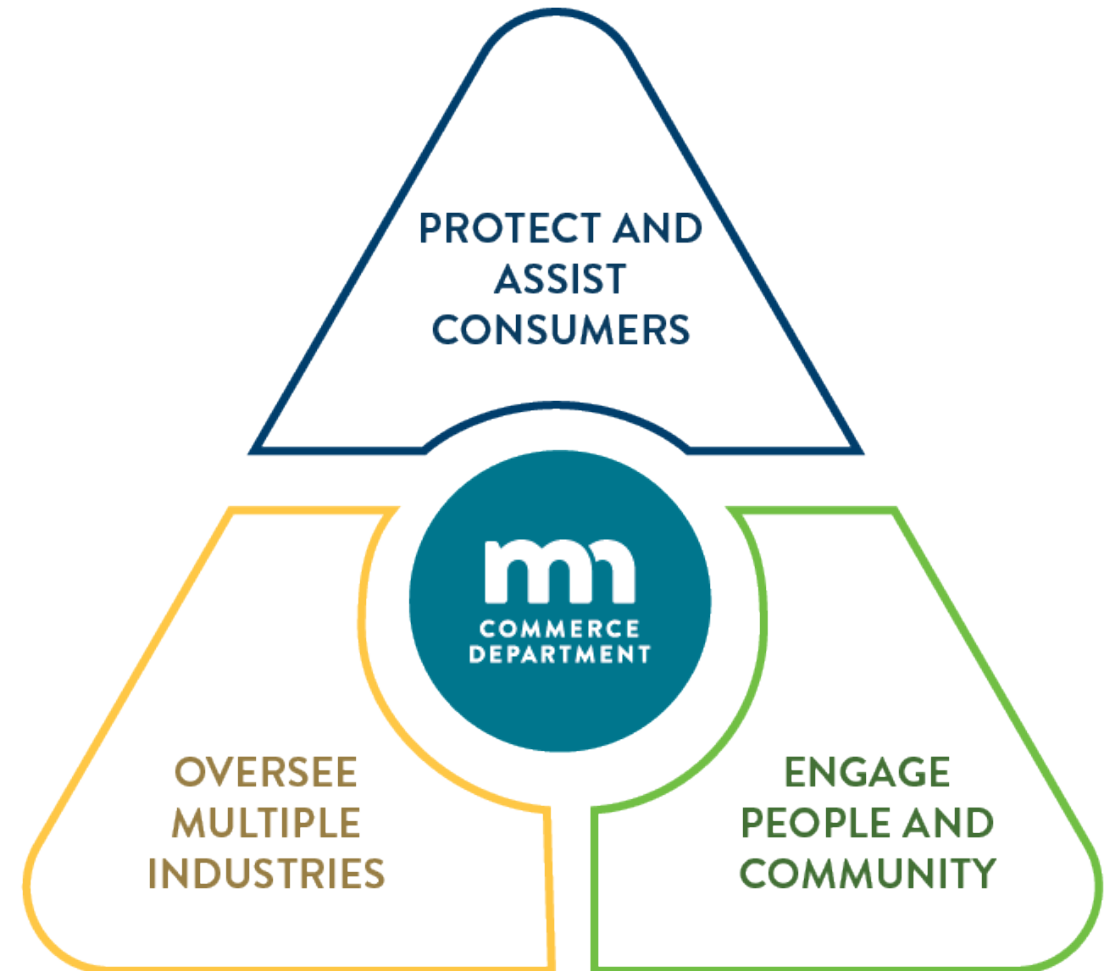 PROTECT AND
ASSIST
CONSUMERS
mn
COMMERCE
DEPARTMENT
OVERSEE
MULTIPLE
INDUSTRIES
ENGAGE
PEOPLE AND
COMMUNITY